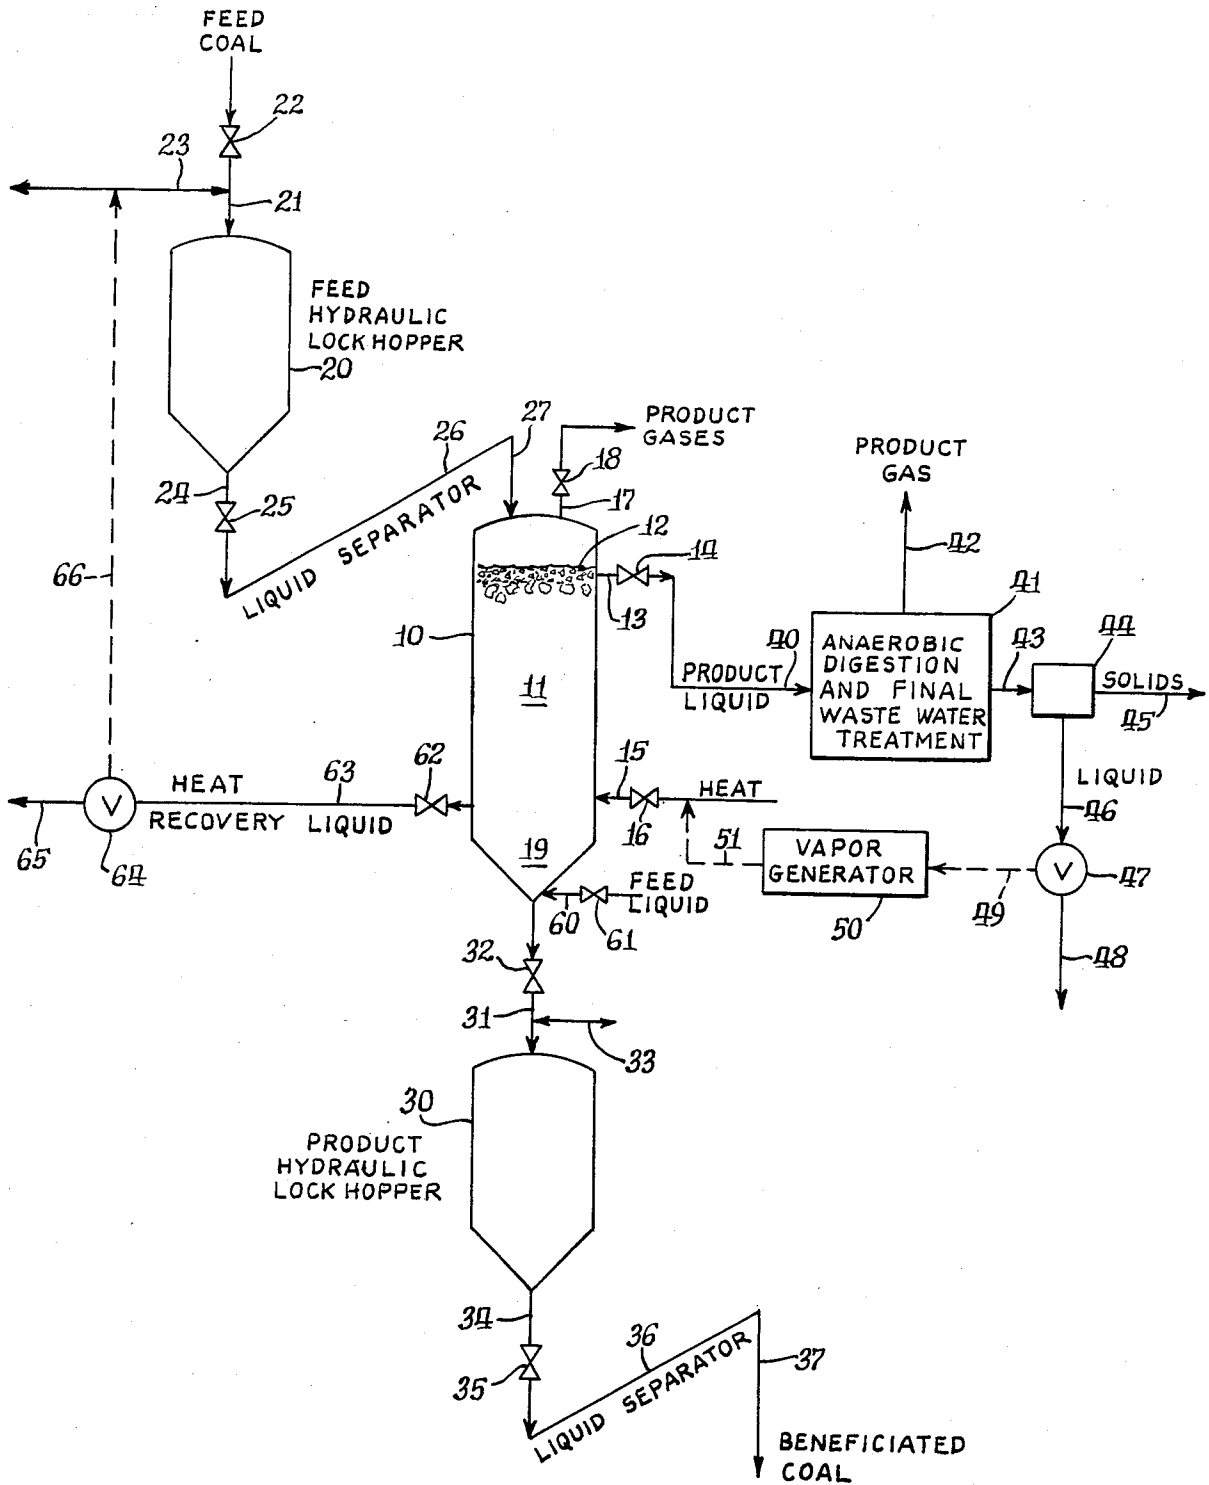 FEED
COAL
22
23
21
FEED
HYDRAULIC
LOCK HOPPER
20
24
25
26
27
LIQUID SEPARATOR
PRODUCT
GASES
18
17
12
14
13
PRODUCT
GAS
42
41
66
10
11
40
PRODUCT
LIQUID
ANAEROBIC
DIGESTION
AND FINAL
WASTE WATER
TREATMENT
43
44
SOLIDS
45
62
63
HEAT
RECOVERY LIQUID
V
65
64
15
HEAT
16
LIQUID
46
19
51
VAPOR
GENERATOR
50
V
47
49
48
FEED
LIQUID
60
61
32
31
33
30
PRODUCT
HYDRAULIC
LOCK HOPPER
34
35
36
LIQUID SEPARATOR
37
BENEFICIATED
COAL